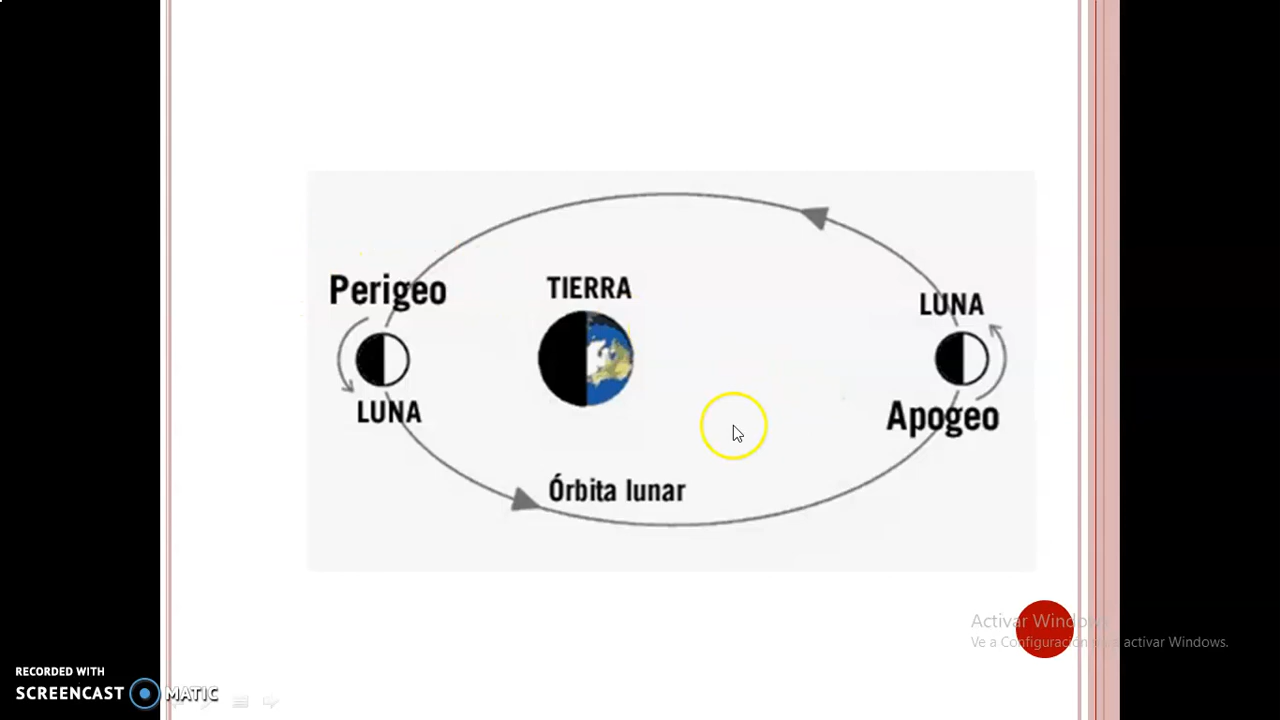 Perigeo
TIERRA
LUNA
LUNA
Apogeo
Órbita lunar
Activar Windows
Ve a Configuración para activar Windows.
RECORDED WITH
SCREENCAST MATIC